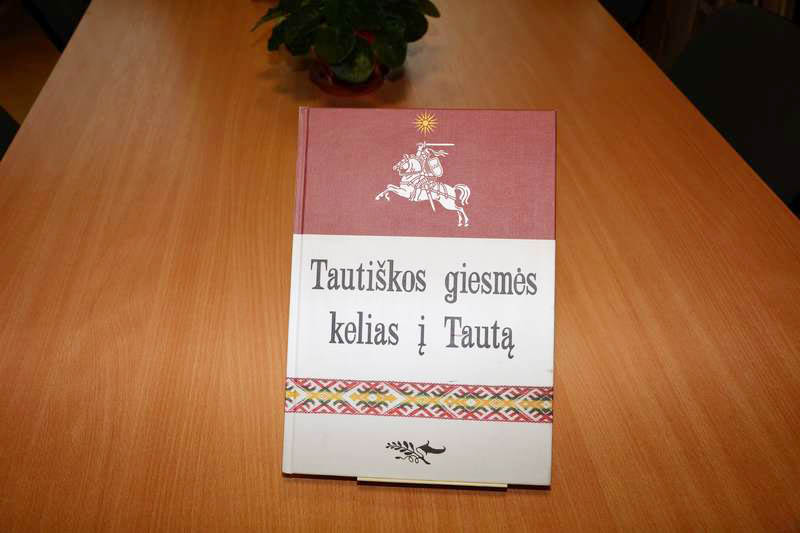 Tautiškos giesmės
kelias į Tautą